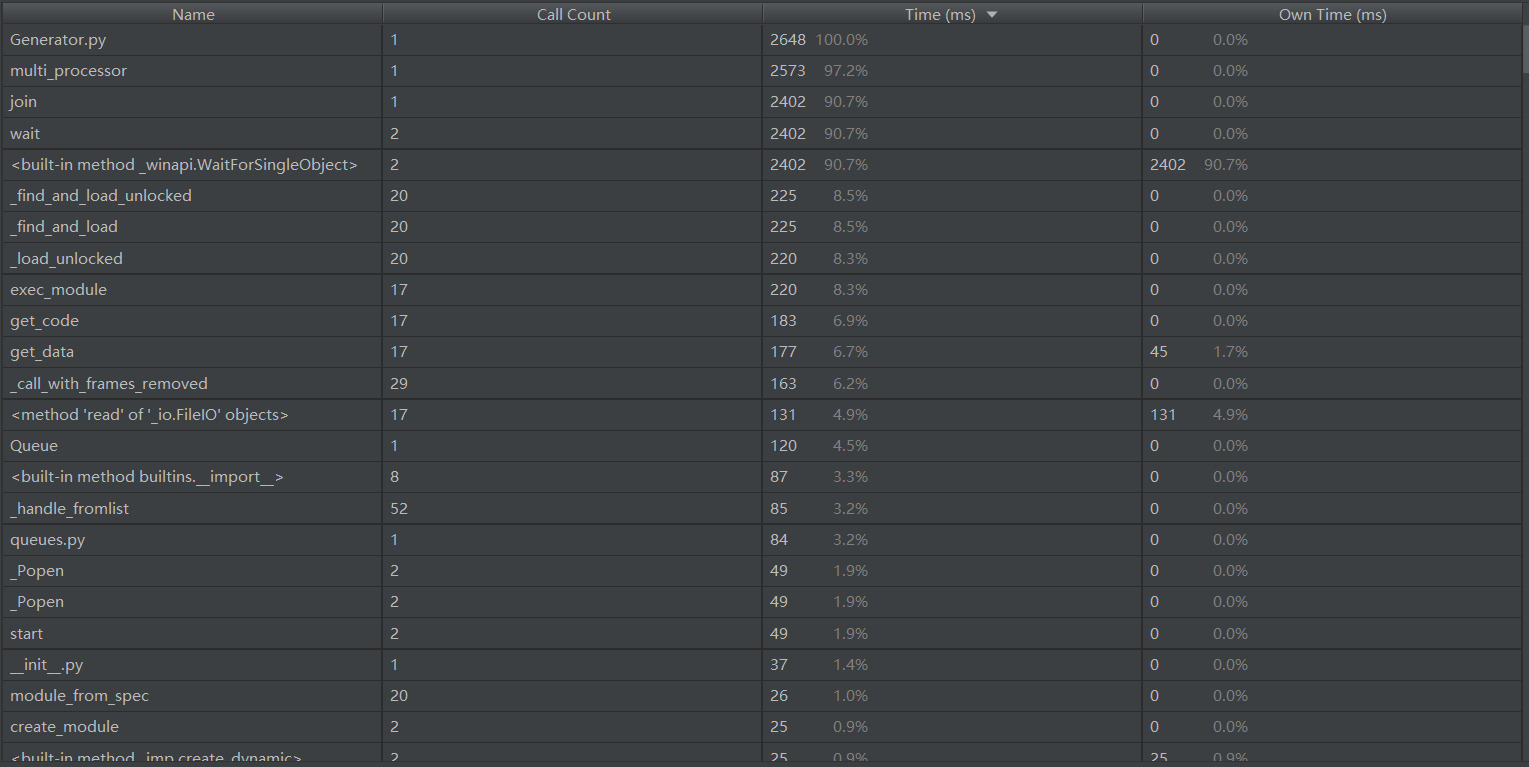 Name Call Count Time (ms) Own Time (ms)
Generator.py 1 2648 100.0% 0 0.0%
multi_processor 1 2573 97.2% 0 0.0%
join 1 2402 90.7% 0 0.0%
wait 2 2402 90.7% 0 0.0%
<built-in method _winapi.WaitForSingleObject> 2 2402 90.7% 2402 90.7%
_find_and_load_unlocked 20 225 8.5% 0 0.0%
_find_and_load 20 225 8.5% 0 0.0%
_load_unlocked 20 220 8.3% 0 0.0%
exec_module 17 220 8.3% 0 0.0%
get_code 17 183 6.9% 0 0.0%
get_data 17 177 6.7% 45 1.7%
_call_with_frames_removed 29 163 6.2% 0 0.0%
<method 'read' of '_io.FileIO' objects> 17 131 4.9% 131 4.9%
Queue 1 120 4.5% 0 0.0%
<built-in method builtins.__import__> 8 87 3.3% 0 0.0%
_handle_fromlist 52 85 3.2% 0 0.0%
queues.py 1 84 3.2% 0 0.0%
_Popen 2 49 1.9% 0 0.0%
_Popen 2 49 1.9% 0 0.0%
start 2 49 1.9% 0 0.0%
__init__.py 1 37 1.4% 0 0.0%
module_from_spec 20 26 1.0% 0 0.0%
create_module 2 25 0.9% 0 0.0%
<built-in method _imp.create_dynamic> 2 25 0.9% 25 0.9%